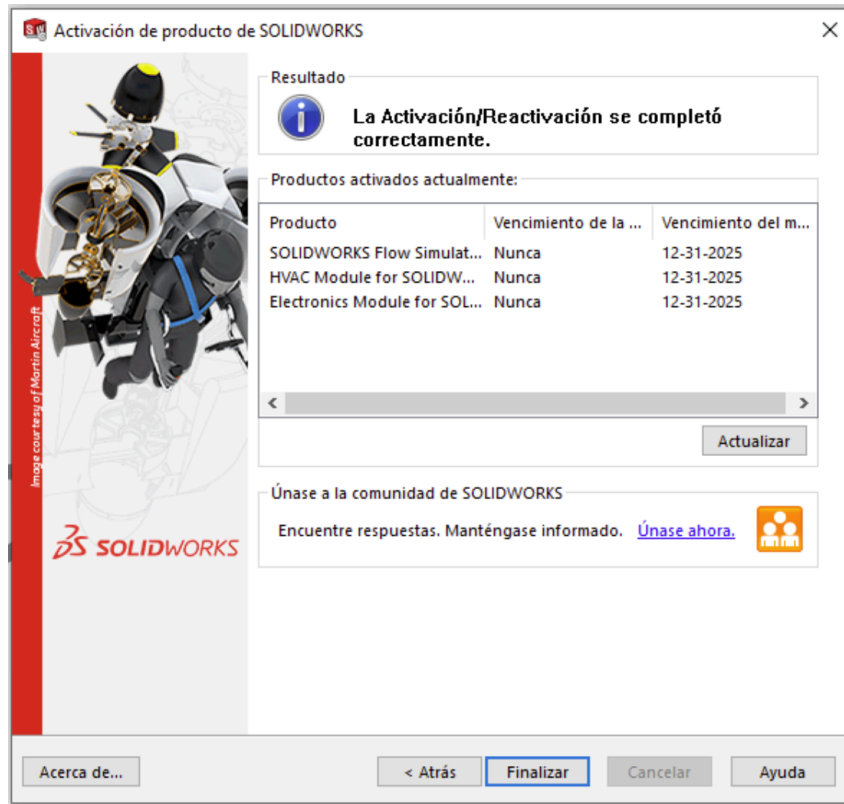 Activación de producto de SOLIDWORKS
Resultado
La Activación/Reactivación se completó
correctamente.
Productos activados actualmente:
Producto Vencimiento de la ... Vencimiento del m...
SOLIDWORKS Flow Simulat... Nunca 12-31-2025
HVAC Module for SOLIDW... Nunca 12-31-2025
Electronics Module for SOL... Nunca 12-31-2025
Actualizar
Únase a la comunidad de SOLIDWORKS
Encuentre respuestas. Manténgase informado. Únase ahora.
Image courtesy of Martin Aircraft
SOLIDWORKS
Acerca de... < Atrás Finalizar Cancelar Ayuda